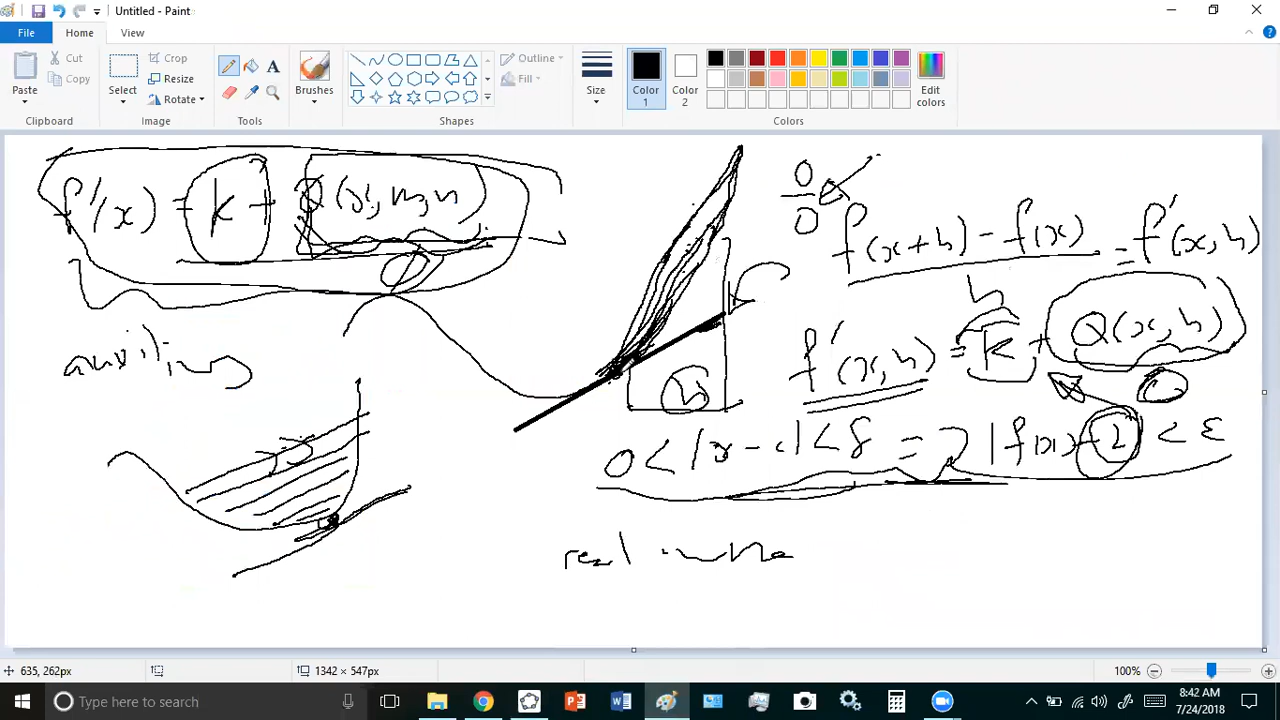 Untitled - Paint
File
Home
View
Paste
Cut
Copy
Clipboard
Select
Crop
Resize
Rotate
Image
Tools
Brushes
Shapes
Outline
Fill
Size
Color 1
Color 2
Edit colors
Colors
f'(x) = k + Q(x', m, n)
0/0
f(x+h) - f(x) = f'(x, h)
h
f'(x, h) = k + Q(x, h)
0 < |x - c| < δ => |f(x) - L| < ε
h
real
635, 262px
1342 × 547px
100%
Type here to search
8:42 AM
7/24/2018